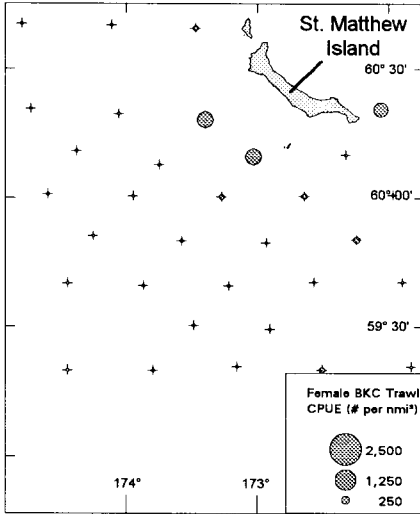 St. Matthew
Island
60° 30'
60°00'
59° 30'
Female BKC Trawl
CPUE (# per nmi²)
2,500
1,250
250
174°
173°